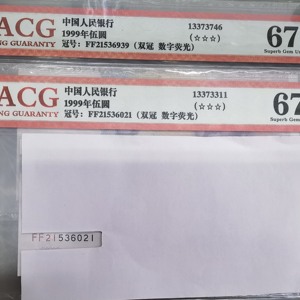 ACG
NG GUARANTY
中国人民银行
1999年伍圆
冠号: FF21536939 (双冠 数字荧光)
13373746
(☆☆☆)
67
Superb Gem Un
ACG
NG GUARANTY
中国人民银行
1999年伍圆
冠号: FF21536021 (双冠 数字荧光)
13373311
(☆☆☆)
67
Superb Gem
FF21536021